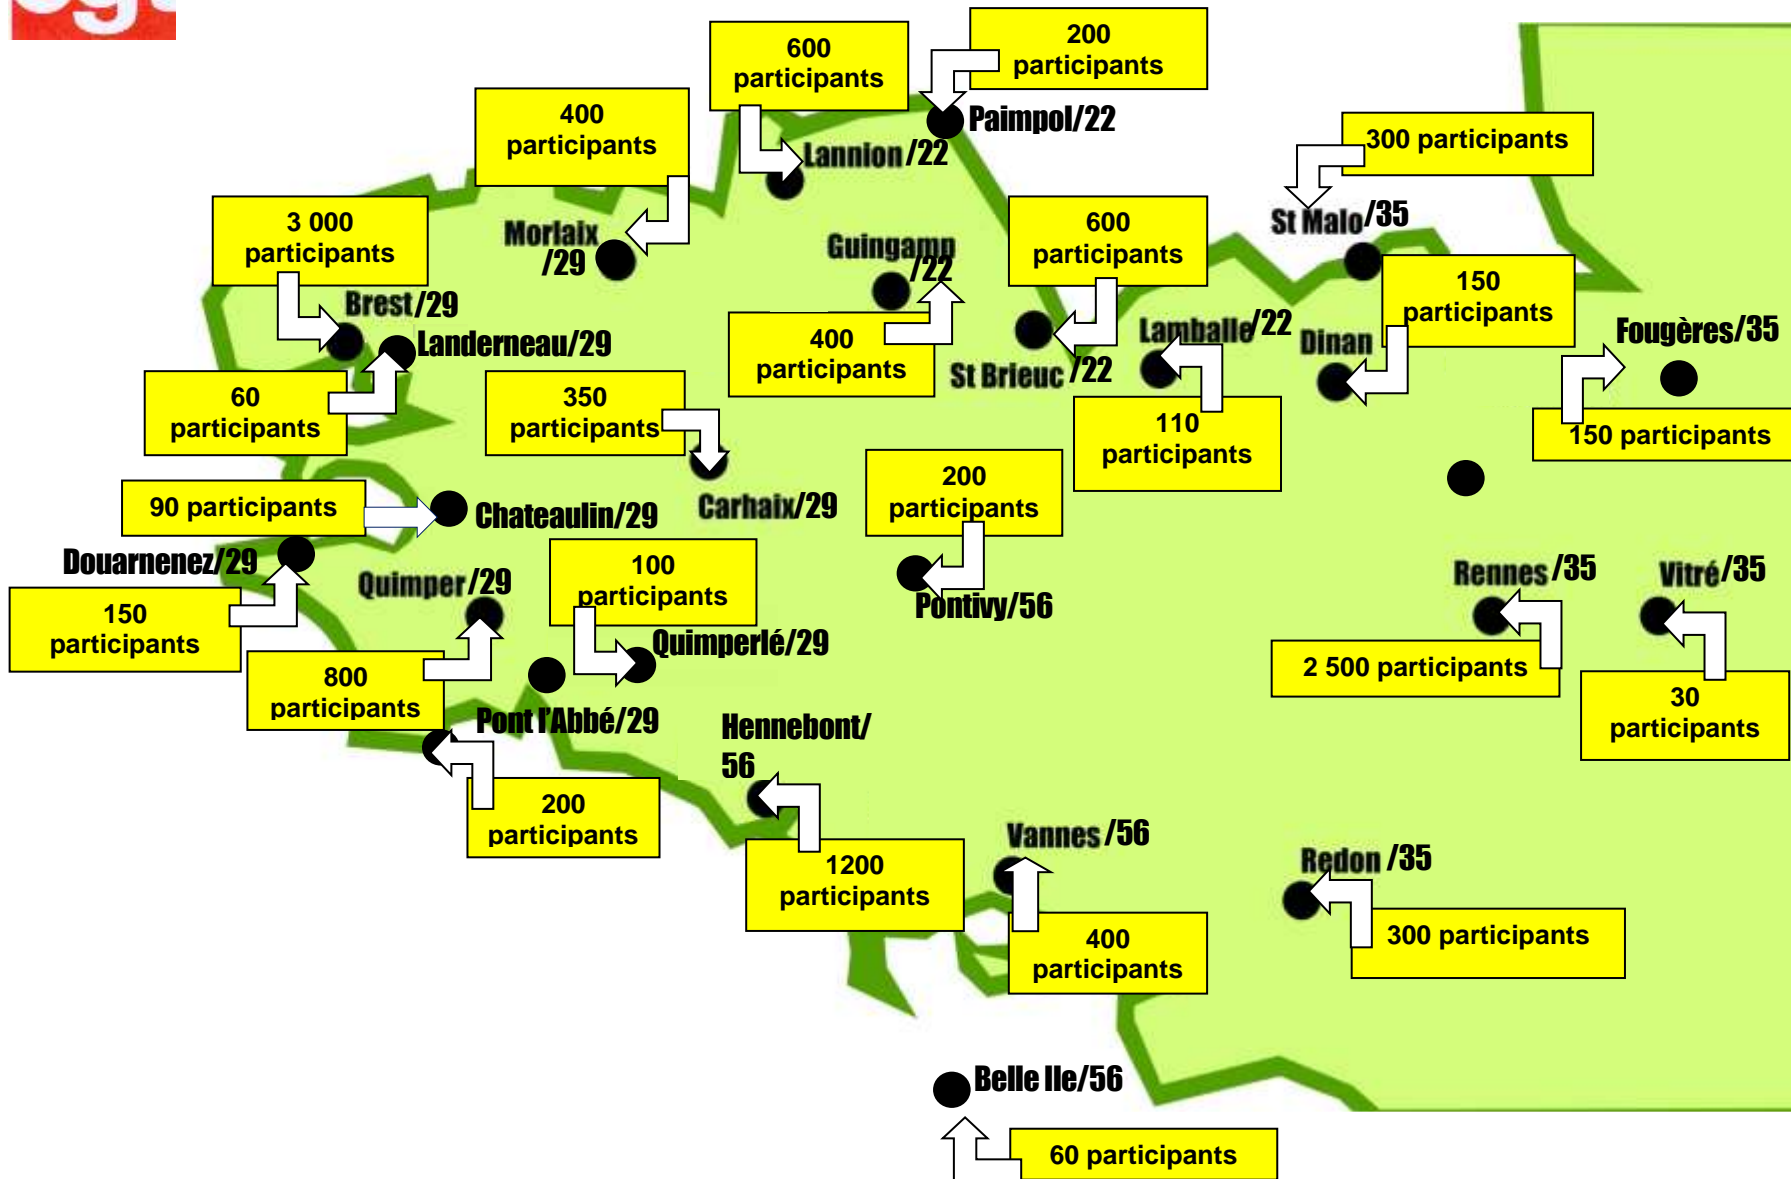 cgt
600
participants
200
participants
400
participants
Paimpol/22
Lannion /22
300 participants
3 000
participants
Morlaix
/29
Guingamp
/22
600
participants
St Malo/35
Brest/29
Landerneau/29
400
participants
St Brieuc /22
Lamballe/22
Dinan
150
participants
Fougères/35
60
participants
350
participants
110
participants
150 participants
90 participants
Chateaulin/29
Carhaix/29
200
participants
Douarnenez/29
Quimper/29
100
participants
Pontivy/56
Rennes /35
Vitré/35
150
participants
Quimperlé/29
800
participants
2 500 participants
30
participants
Pont l'Abbé/29
Hennebont/
56
200
participants
1200
participants
Vannes /56
Redon /35
400
participants
300 participants
Belle Ile/56
60 participants